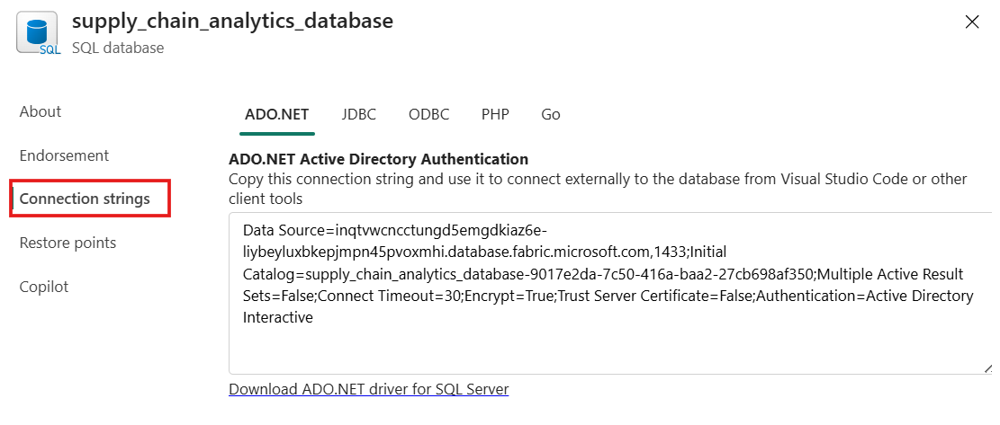 supply_chain_analytics_database
SQL
SQL database
About
Endorsement
Connection strings
Restore points
Copilot
ADO.NET JDBC ODBC PHP Go
ADO.NET Active Directory Authentication
Copy this connection string and use it to connect externally to the database from Visual Studio Code or other
client tools
Data Source=inqtvwcncctungd5emgdkiaz6e-
liybeyluxbkepjmpn45pvoxmhi.database.fabric.microsoft.com,1433;Initial
Catalog=supply_chain_analytics_database-9017e2da-7c50-416a-baa2-27cb698af350;Multiple Active Result
Sets=False;Connect Timeout=30;Encrypt=True;Trust Server Certificate=False;Authentication=Active Directory
Interactive
Download ADO.NET driver for SQL Server